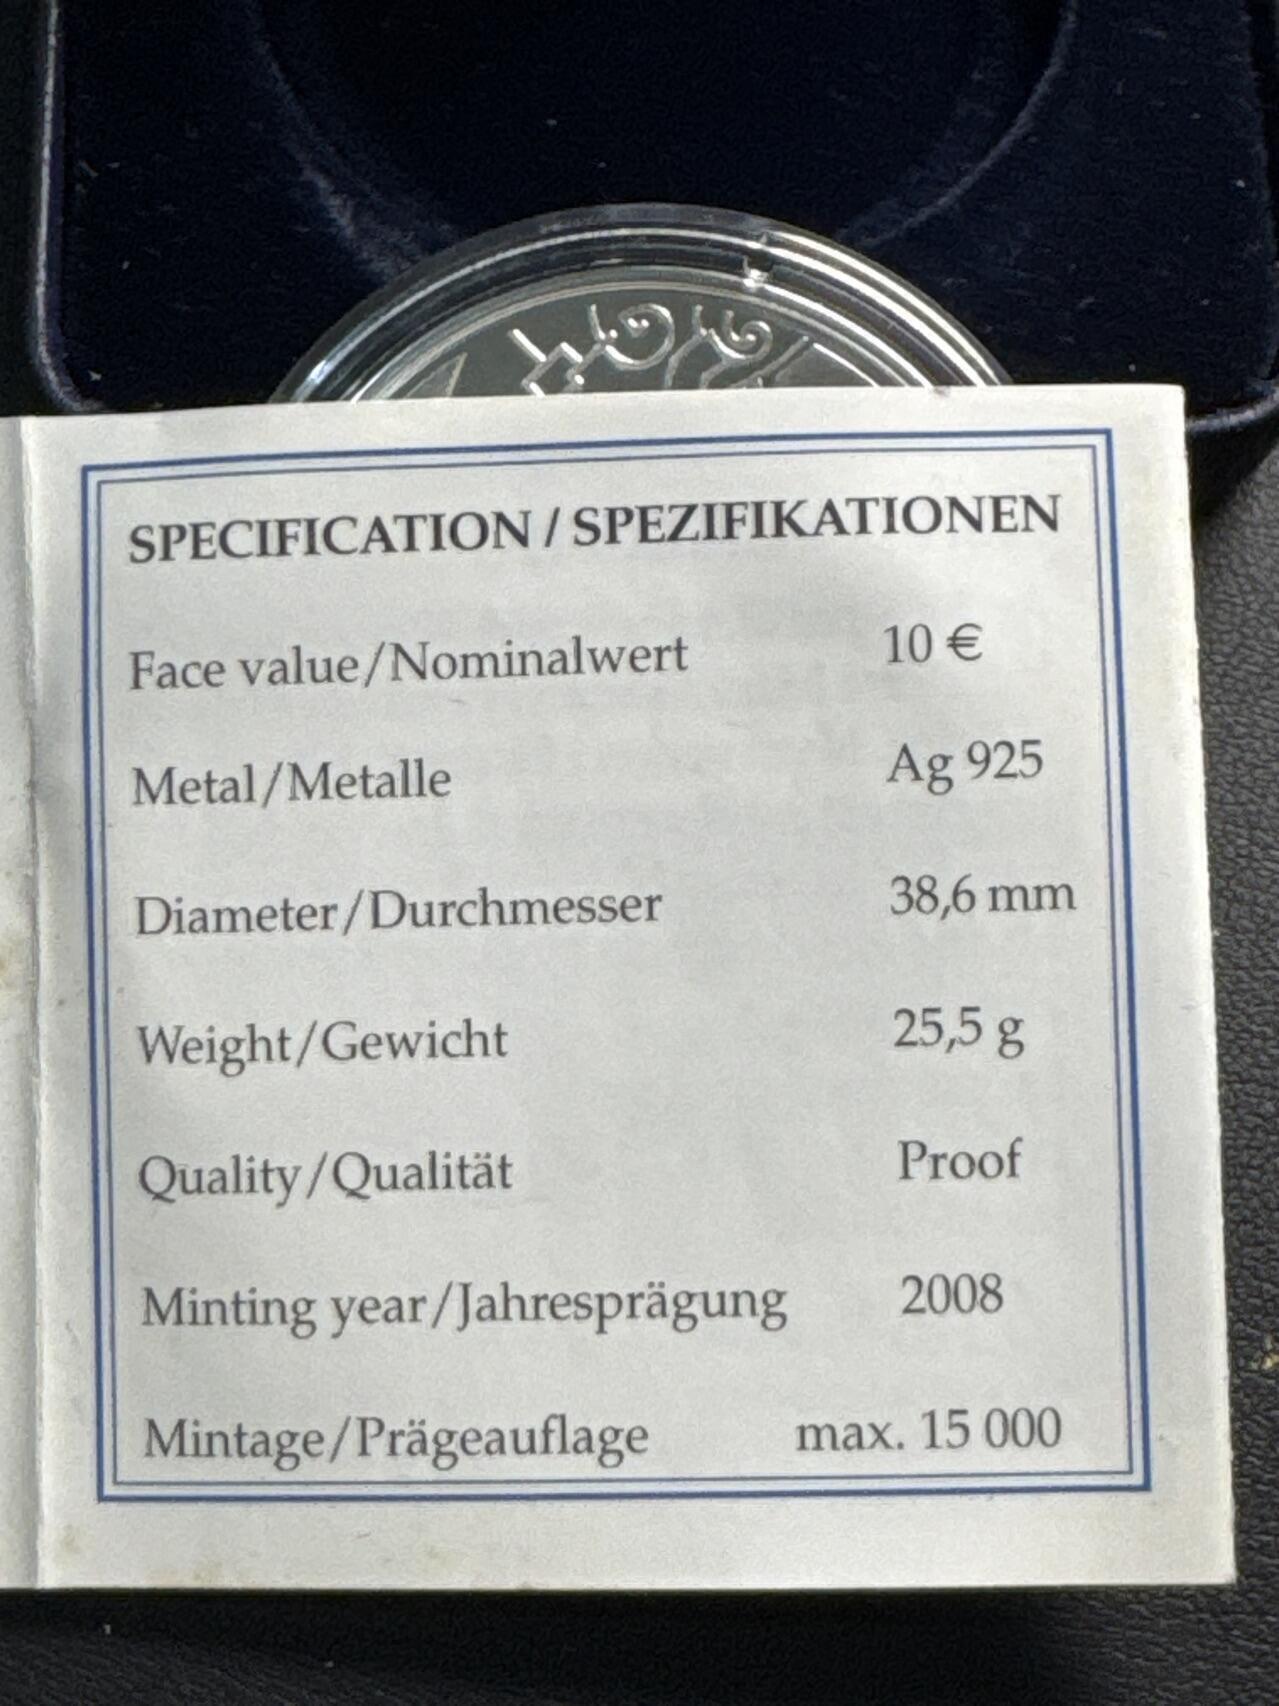 SPECIFICATION / SPEZIFIKATIONEN
Face value/Nominalwert 10 €
Metal/Metalle Ag 925
Diameter/Durchmesser 38,6 mm
Weight/Gewicht 25,5 g
Quality/Qualität Proof
Minting year/Jahresprägung 2008
Mintage/Prägeauflage max. 15 000